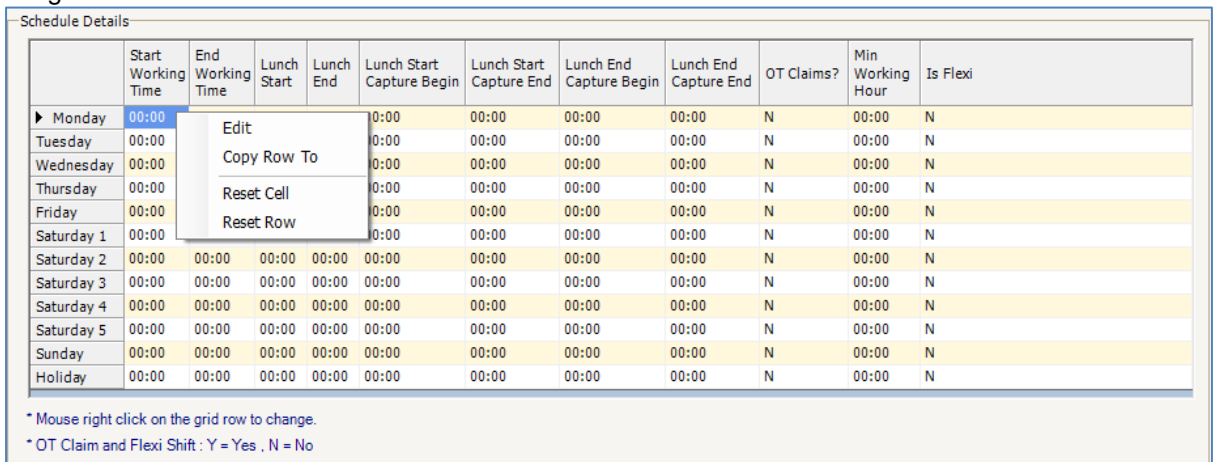 Schedule Details
Start Working Time End Working Time Lunch Start Lunch End Lunch Start Capture Begin Lunch Start Capture End Lunch End Capture Begin Lunch End Capture End OT Claims? Min Working Hour Is Flexi
Monday 00:00 00:00 00:00 00:00 N 00:00 N
Edit
Copy Row To
Reset Cell
Reset Row
Tuesday 00:00 00:00 00:00 00:00 N 00:00 N
Wednesday 00:00 00:00 00:00 00:00 N 00:00 N
Thursday 00:00 00:00 00:00 00:00 N 00:00 N
Friday 00:00 00:00 00:00 00:00 N 00:00 N
Saturday 1 00:00 00:00 00:00 00:00 N 00:00 N
Saturday 2 00:00 00:00 00:00 00:00 00:00 00:00 00:00 00:00 N 00:00 N
Saturday 3 00:00 00:00 00:00 00:00 00:00 00:00 00:00 00:00 N 00:00 N
Saturday 4 00:00 00:00 00:00 00:00 00:00 00:00 00:00 00:00 N 00:00 N
Saturday 5 00:00 00:00 00:00 00:00 00:00 00:00 00:00 00:00 N 00:00 N
Sunday 00:00 00:00 00:00 00:00 00:00 00:00 00:00 00:00 N 00:00 N
Holiday 00:00 00:00 00:00 00:00 00:00 00:00 00:00 00:00 N 00:00 N
* Mouse right click on the grid row to change.
* OT Claim and Flexi Shift : Y = Yes , N = No